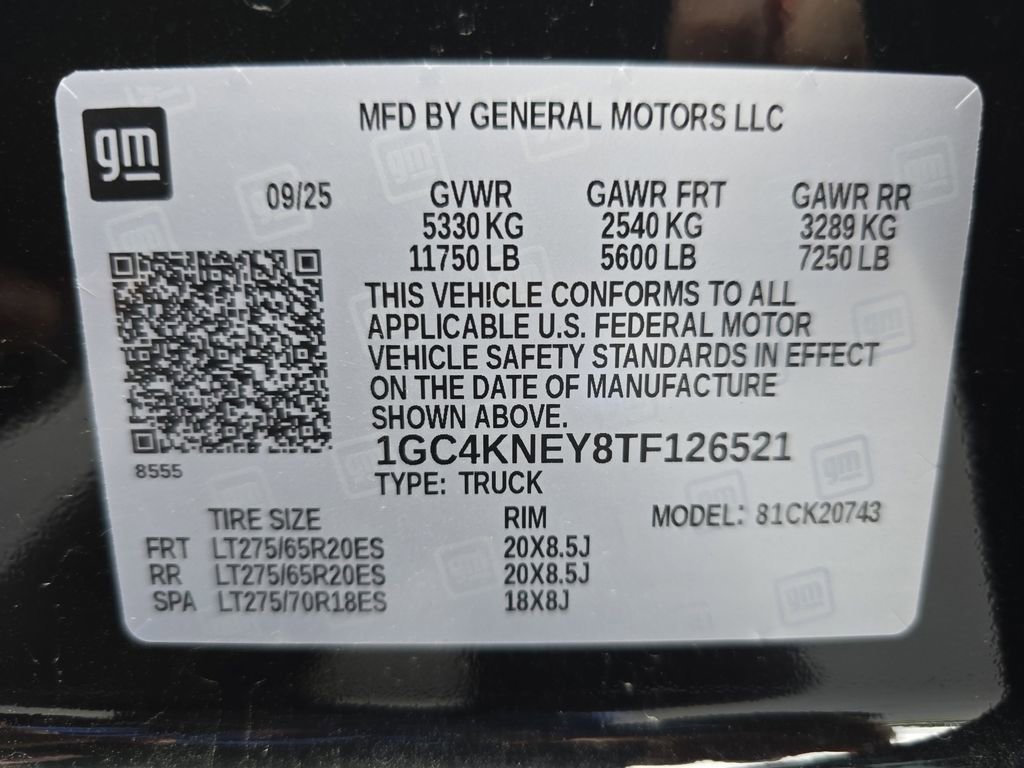 gm
MFD BY GENERAL MOTORS LLC
09/25 GVWR GAWR FRT GAWR RR
5330 KG 2540 KG 3289 KG
11750 LB 5600 LB 7250 LB
THIS VEHICLE CONFORMS TO ALL
APPLICABLE U.S. FEDERAL MOTOR
VEHICLE SAFETY STANDARDS IN EFFECT
ON THE DATE OF MANUFACTURE
SHOWN ABOVE.
1GC4KNEY8TF126521
8555
TYPE: TRUCK
TIRE SIZE RIM MODEL: 81CK20743
FRT LT275/65R20ES 20X8.5J
RR LT275/65R20ES 20X8.5J
SPA LT275/70R18ES 18X8J